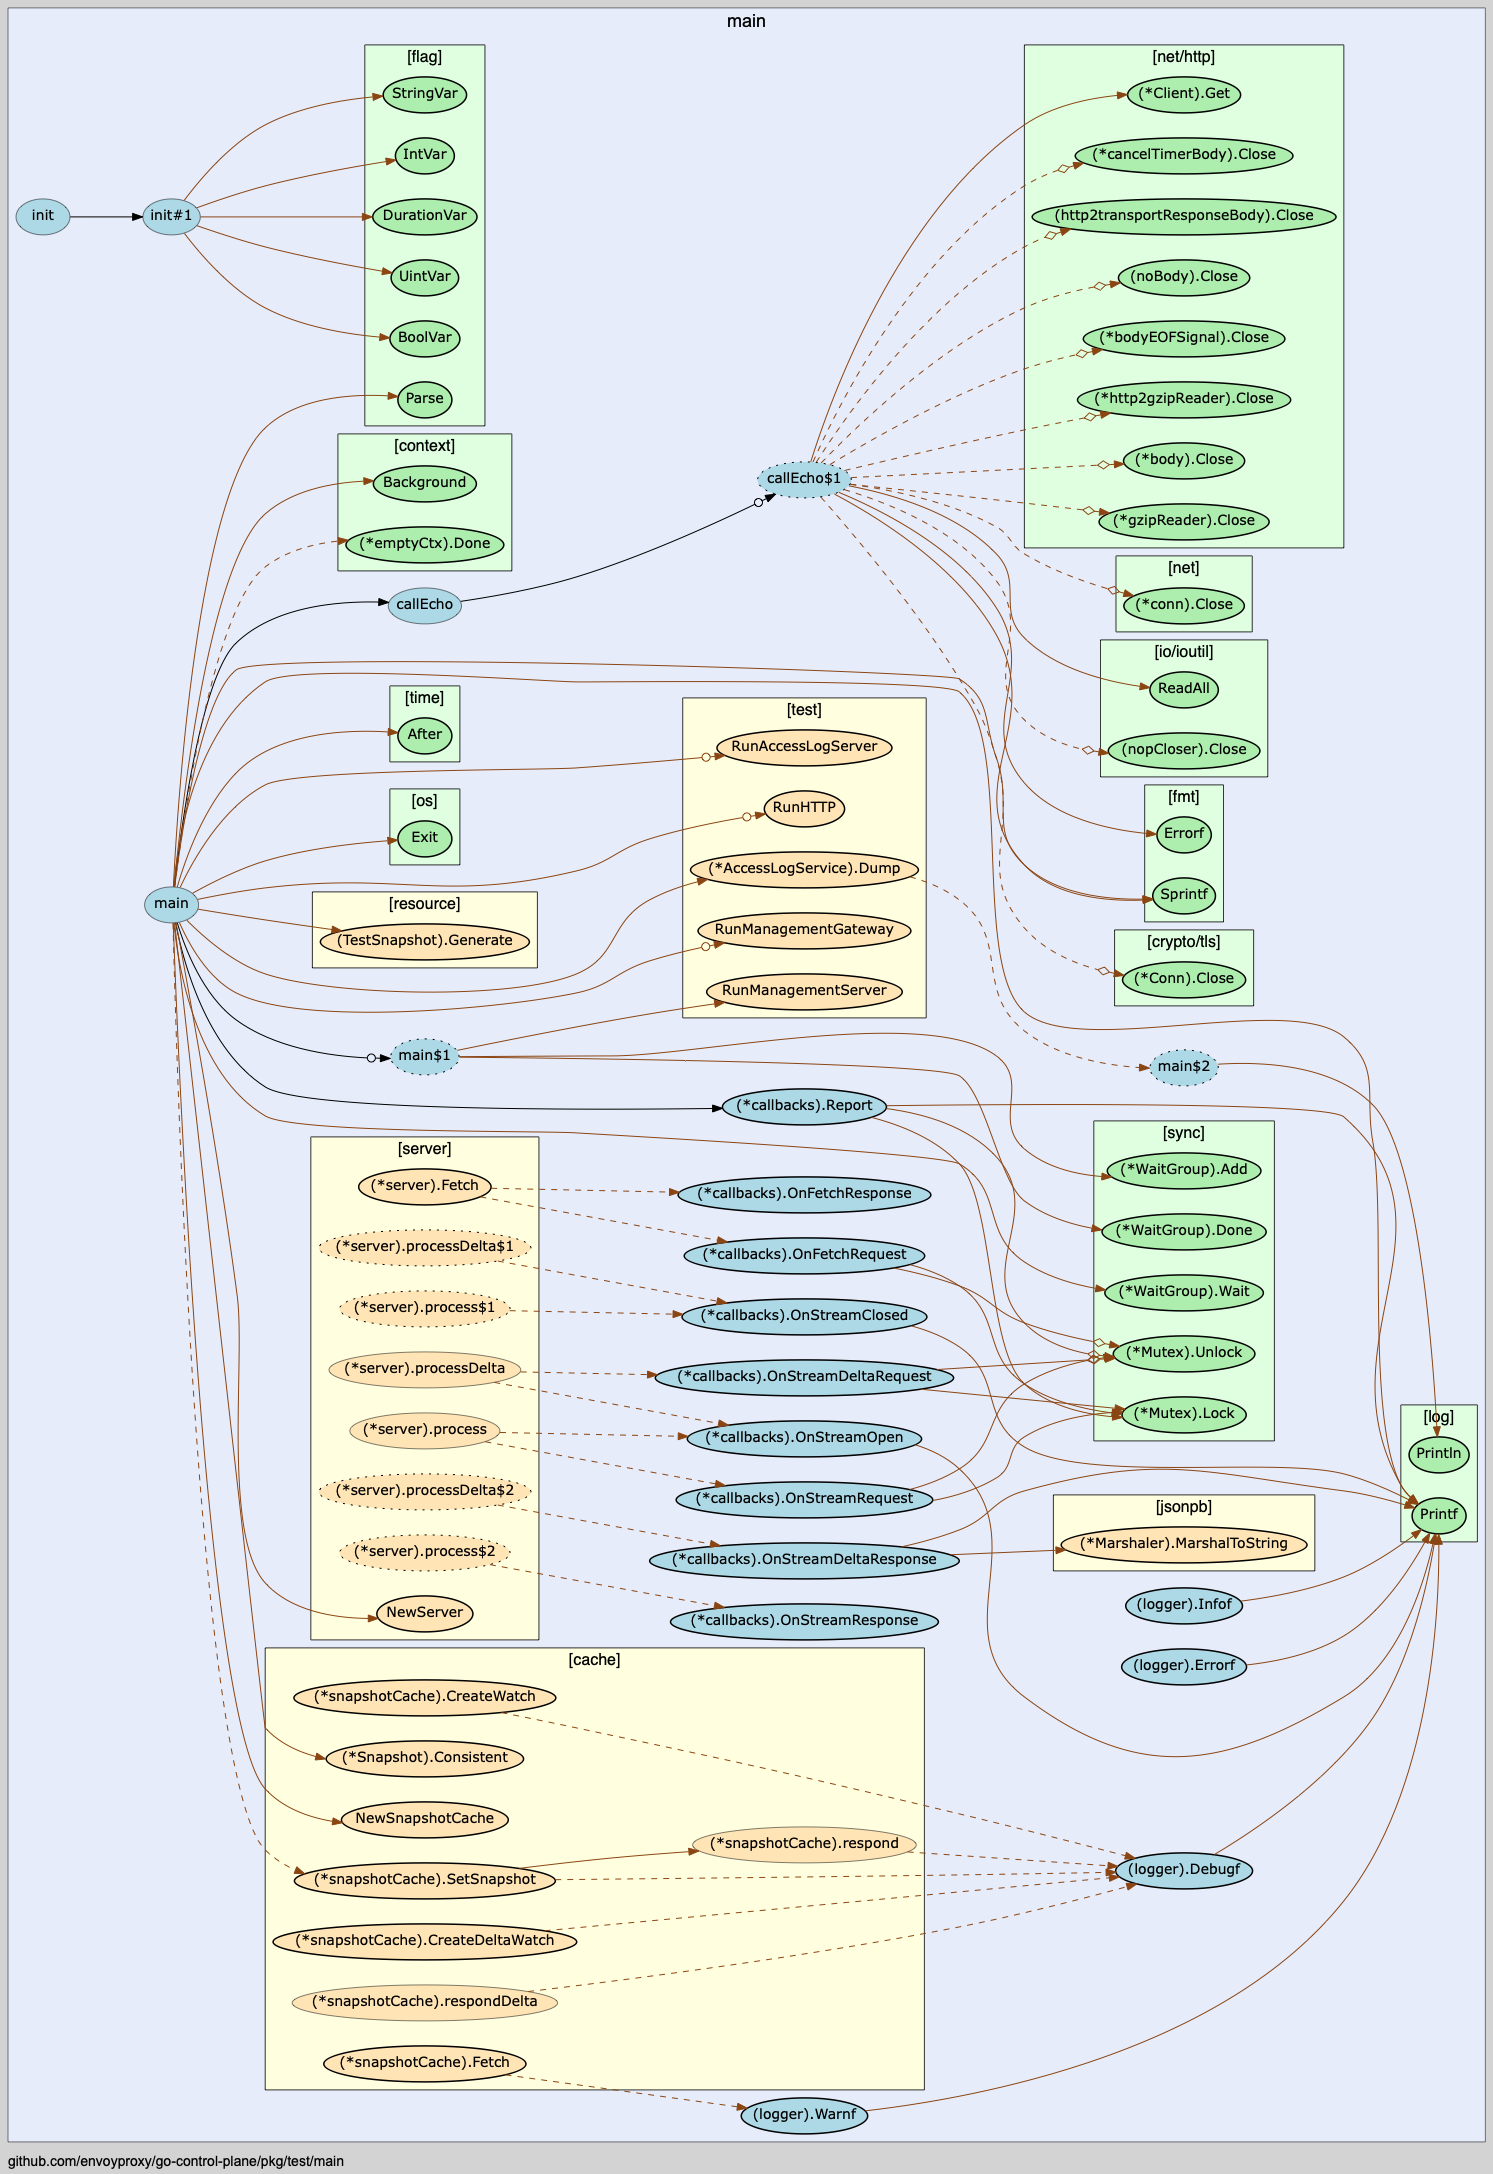 main
[flag]
StringVar
IntVar
DurationVar
UintVar
BoolVar
Parse
init
init#1
[context]
Background
(*emptyCtx).Done
callEcho
callEcho$1
[net/http]
(*Client).Get
(*cancelTimerBody).Close
(http2transportResponseBody).Close
(noBody).Close
(*bodyEOFSignal).Close
(*http2gzipReader).Close
(*body).Close
(*gzipReader).Close
[net]
(*conn).Close
[io/ioutil]
ReadAll
(nopCloser).Close
[fmt]
Errorf
Sprintf
[crypto/tls]
(*Conn).Close
[time]
After
[os]
Exit
main
[resource]
(TestSnapshot).Generate
[test]
RunAccessLogServer
RunHTTP
(*AccessLogService).Dump
RunManagementGateway
RunManagementServer
main$1
main$2
(*callbacks).Report
[server]
(*server).Fetch
(*server).processDelta$1
(*server).process$1
(*server).processDelta
(*server).process
(*server).processDelta$2
(*server).process$2
NewServer
(*callbacks).OnFetchResponse
(*callbacks).OnFetchRequest
(*callbacks).OnStreamClosed
(*callbacks).OnStreamDeltaRequest
(*callbacks).OnStreamOpen
(*callbacks).OnStreamRequest
(*callbacks).OnStreamDeltaResponse
(*callbacks).OnStreamResponse
[sync]
(*WaitGroup).Add
(*WaitGroup).Done
(*WaitGroup).Wait
(*Mutex).Unlock
(*Mutex).Lock
[log]
Println
Printf
[jsonpb]
(*Marshaler).MarshalToString
(logger).Infof
(logger).Errorf
[cache]
(*snapshotCache).CreateWatch
(*Snapshot).Consistent
NewSnapshotCache
(*snapshotCache).respond
(*snapshotCache).SetSnapshot
(*snapshotCache).CreateDeltaWatch
(*snapshotCache).respondDelta
(*snapshotCache).Fetch
(logger).Debugf
(logger).Warnf
github.com/envoyproxy/go-control-plane/pkg/test/main